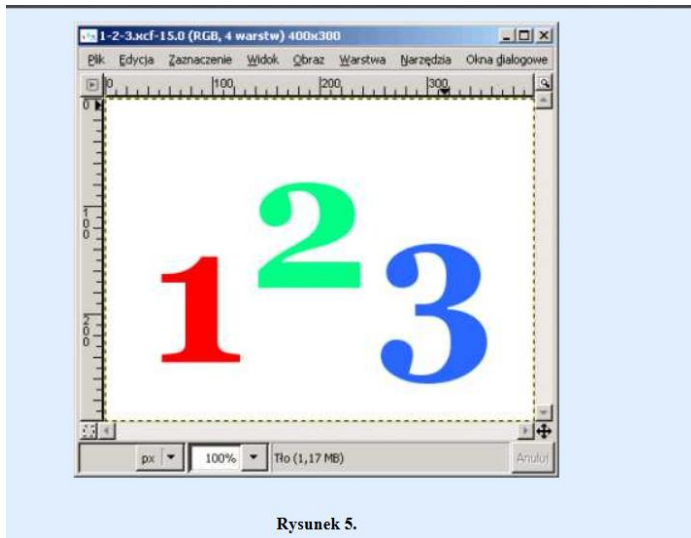 1-2-3.xcf-15.0 (RGB, 4 warstw) 400x300
Plik Edycja Zaznaczenie Widok Obraz Warstwa Narzędzia Okna dialogowe
0 100 200 300
0
100
200
2
1
3
px 100% Tło (1,17 MB) Anuluj
Rysunek 5.